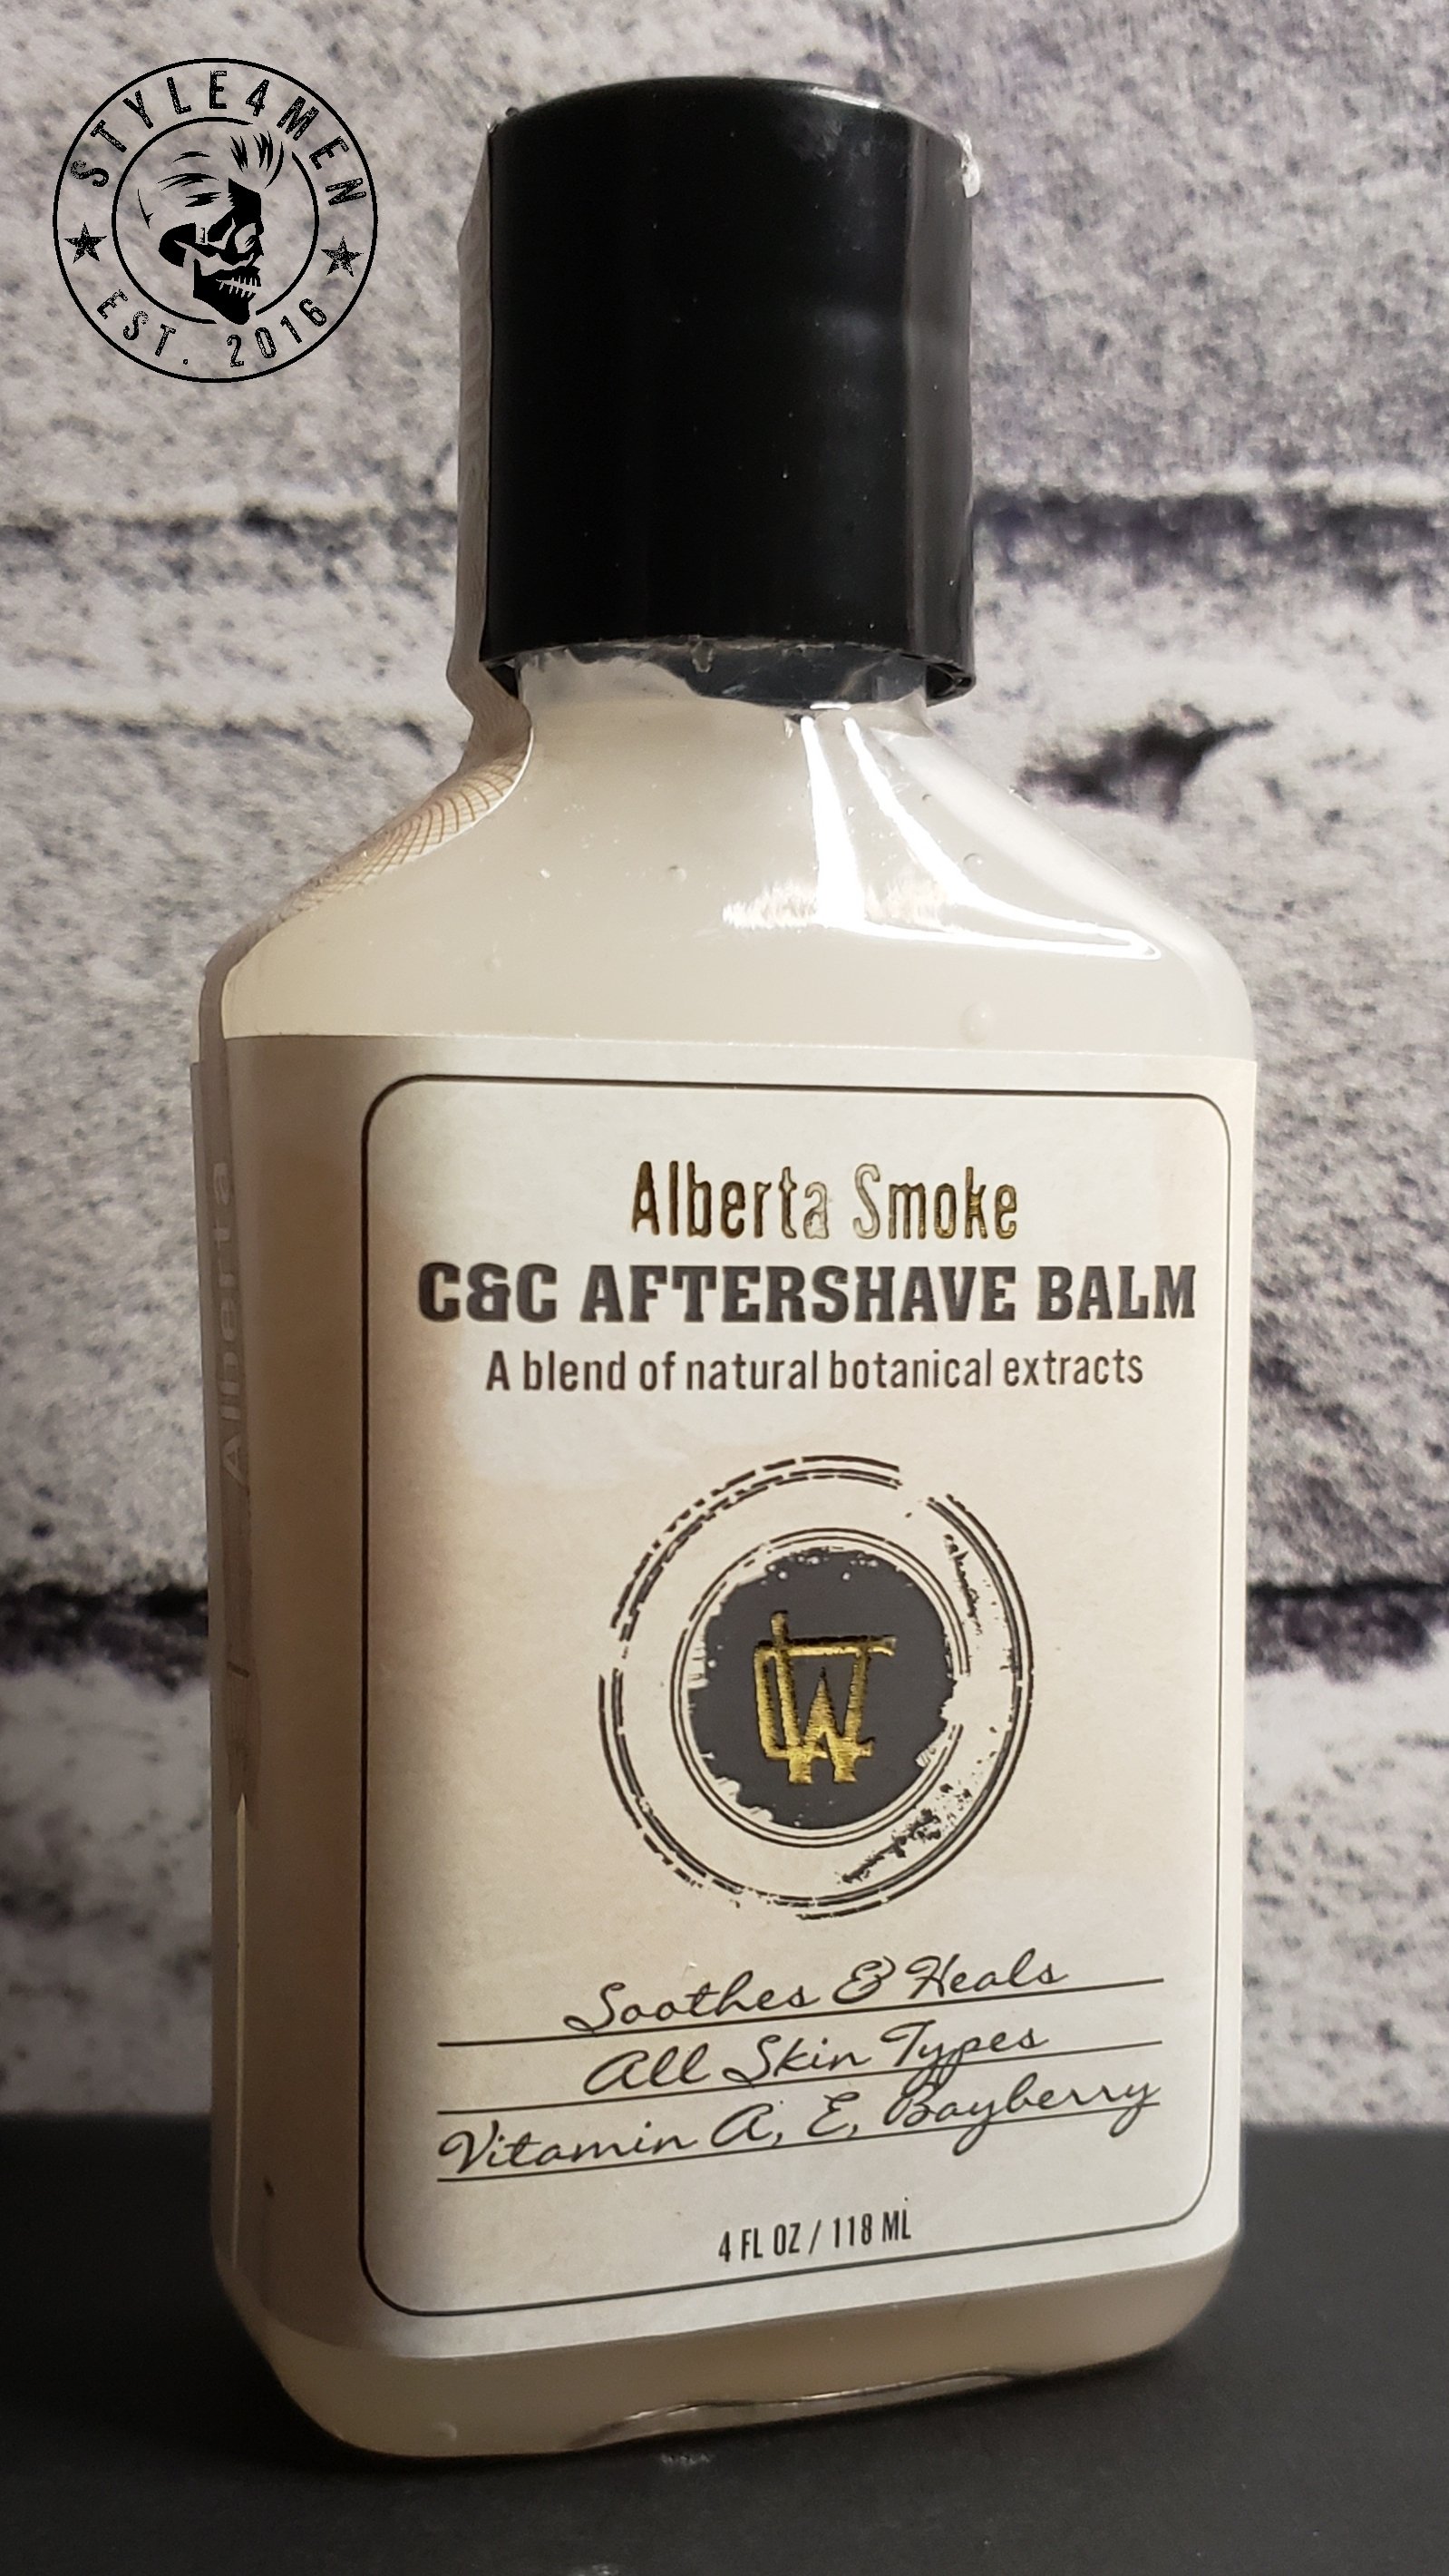 STYLE4MEN
EST. 2016
Alberta Smoke
C&C AFTERSHAVE BALM
A blend of natural botanical extracts
Soothes & Heals
All Skin Types
Vitamin A, E, Bayberry
4 FL OZ / 118 ML
Alberta